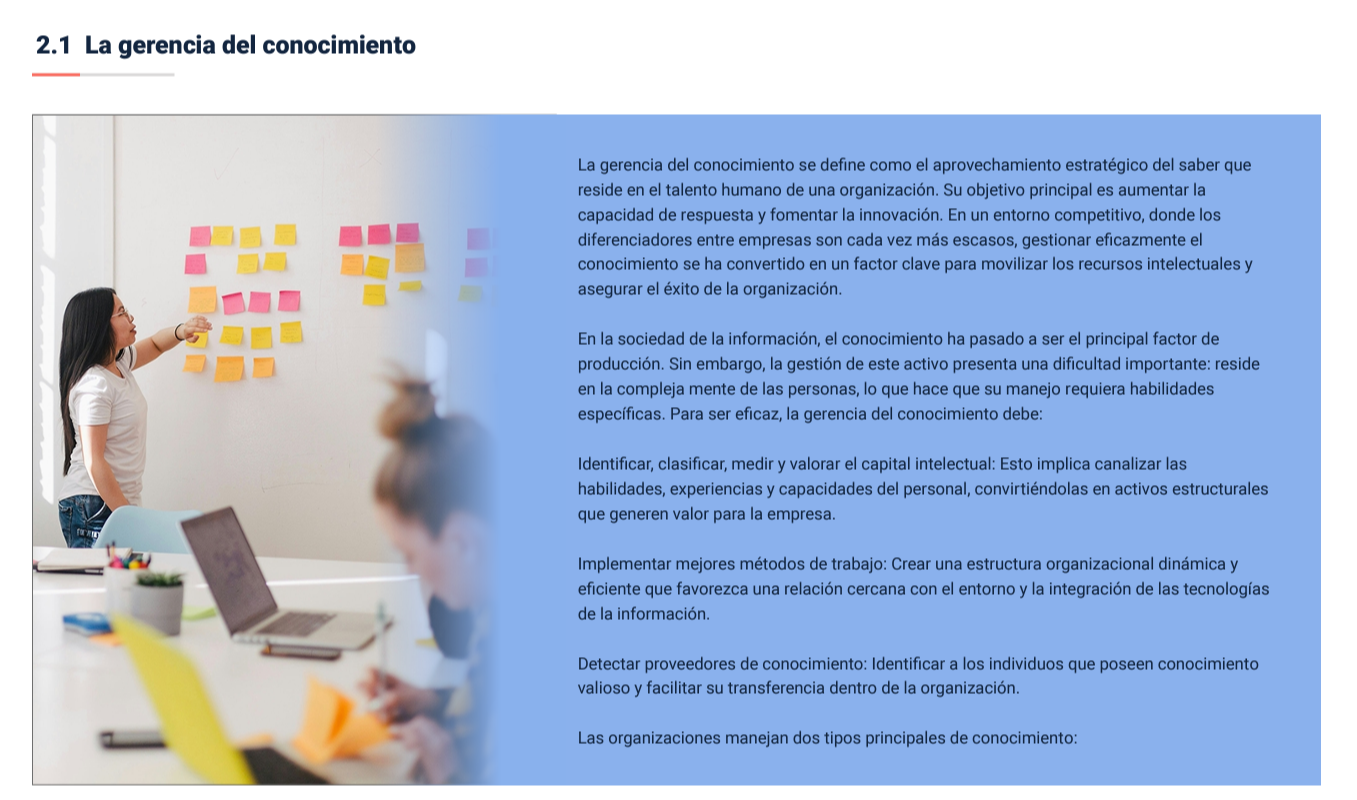 2.1 La gerencia del conocimiento
La gerencia del conocimiento se define como el aprovechamiento estratégico del saber que
reside en el talento humano de una organización. Su objetivo principal es aumentar la
capacidad de respuesta y fomentar la innovación. En un entorno competitivo, donde los
diferenciadores entre empresas son cada vez más escasos, gestionar eficazmente el
conocimiento se ha convertido en un factor clave para movilizar los recursos intelectuales y
asegurar el éxito de la organización.
En la sociedad de la información, el conocimiento ha pasado a ser el principal factor de
producción. Sin embargo, la gestión de este activo presenta una dificultad importante: reside
en la compleja mente de las personas, lo que hace que su manejo requiera habilidades
específicas. Para ser eficaz, la gerencia del conocimiento debe:
Identificar, clasificar, medir y valorar el capital intelectual: Esto implica canalizar las
habilidades, experiencias y capacidades del personal, convirtiéndolas en activos estructurales
que generen valor para la empresa.
Implementar mejores métodos de trabajo: Crear una estructura organizacional dinámica y
eficiente que favorezca una relación cercana con el entorno y la integración de las tecnologías
de la información.
Detectar proveedores de conocimiento: Identificar a los individuos que poseen conocimiento
valioso y facilitar su transferencia dentro de la organización.
Las organizaciones manejan dos tipos principales de conocimiento: